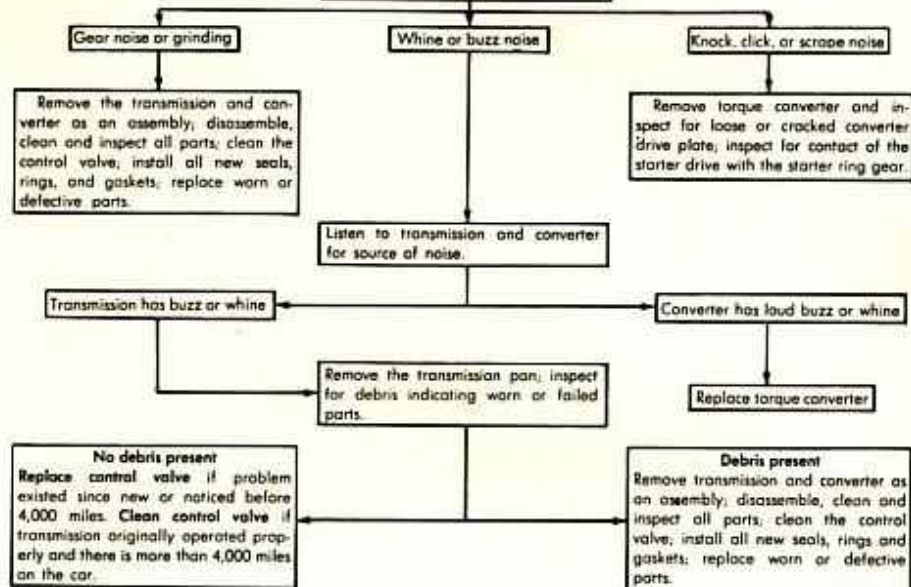 Gear noise or grinding
Whine or buzz noise
Knock, click, or scrape noise
Remove the transmission and con-
verter as an assembly; disassemble,
clean and inspect all parts; clean the
control valve; install all new seals,
rings, and gaskets; replace worn or
defective parts.
Remove torque converter and in-
spect for loose or cracked converter
drive plate; inspect for contact of the
starter drive with the starter ring gear.
Listen to transmission and converter
for source of noise.
Transmission has buzz or whine
Converter has loud buzz or whine
Remove the transmission pan; inspect
for debris indicating worn or failed
parts.
Replace torque converter
No debris present
Replace control valve if problem
existed since new or noticed before
4,000 miles. Clean control valve if
transmission originally operated prop-
erly and there is more than 4,000 miles
on the car.
Debris present
Remove transmission and converter as
an assembly; disassemble, clean and
inspect all parts; clean the control
valve; install all new seals, rings and
gaskets; replace worn or defective
parts.